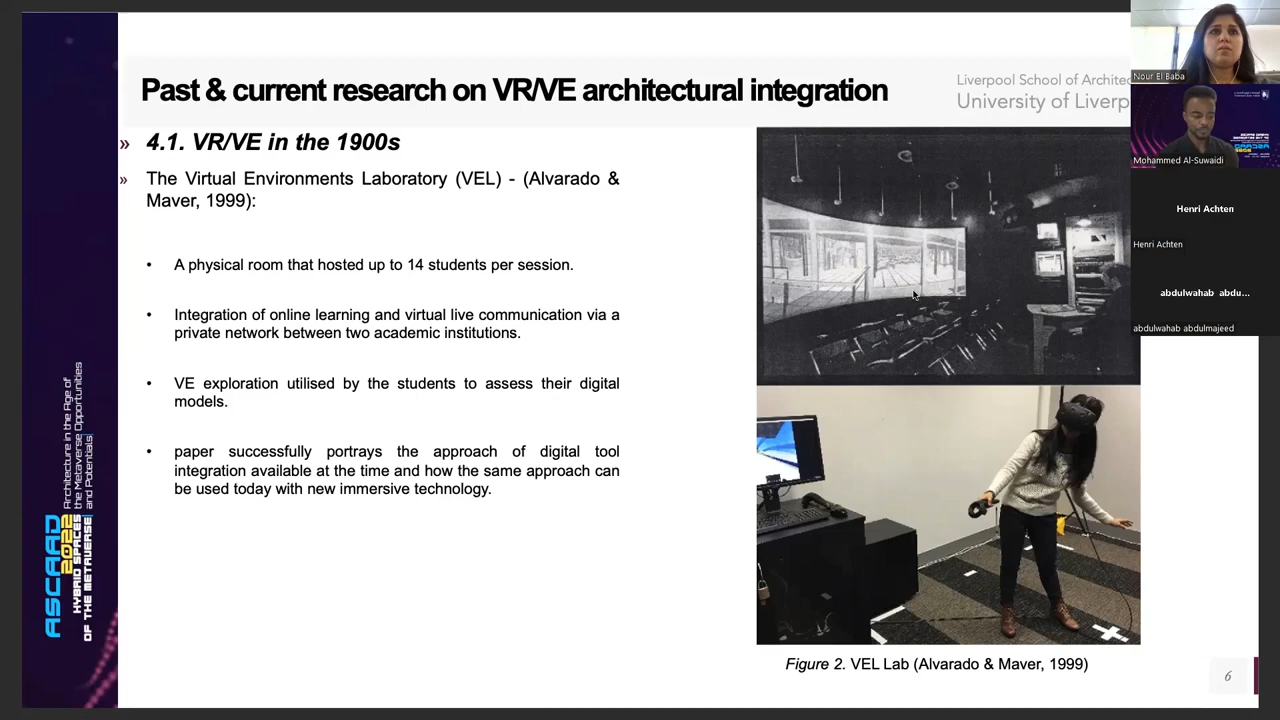 Past & current research on VR/VE architectural integration
Liverpool School of Architec
University of Liverp
» 4.1. VR/VE in the 1900s
» The Virtual Environments Laboratory (VEL) - (Alvarado &
Maver, 1999):
• A physical room that hosted up to 14 students per session.
• Integration of online learning and virtual live communication via a
private network between two academic institutions.
• VE exploration utilised by the students to assess their digital
models.
• paper successfully portrays the approach of digital tool
integration available at the time and how the same approach can
be used today with new immersive technology.
Figure 2. VEL Lab (Alvarado & Maver, 1999)
6
ASCAAD
2022
HYBRID SPACES
OF THE METAVERSE
Architecture in the Age of
the Metaverse Opportunities
and Potentials
Nour El Baba
Mohammed Al-Suwaidi
Henri Achten
Henri Achten
abdulwahab abdu...
abdulwahab abdulmajeed